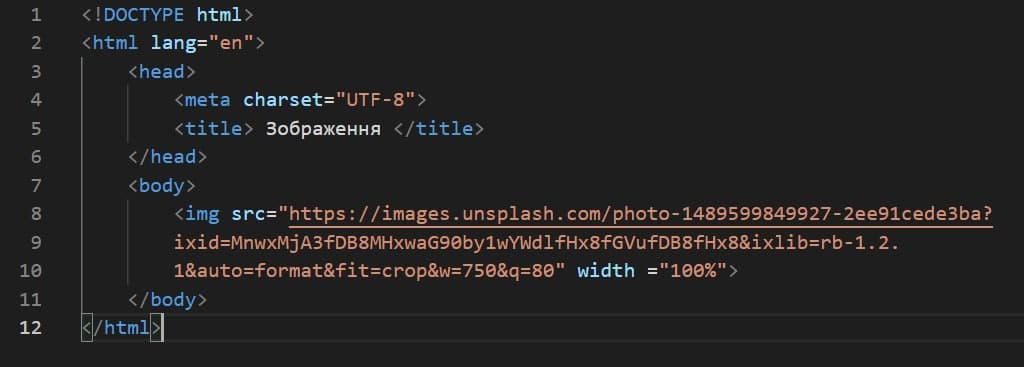 1 <!DOCTYPE html>
2 <html lang="en">
3 <head>
4 <meta charset="UTF-8">
5 <title> Зображення </title>
6 </head>
7 <body>
8 <img src="https://images.unsplash.com/photo-1489599849927-2ee91cede3ba?
9 ixid=MnwxMjA3fDB8MHxwaG90by1wYWdlfHx8fGVufDB8fHx8&ixlib=rb-1.2.
10 1&auto=format&fit=crop&w=750&q=80" width ="100%">
11 </body>
12 </html>